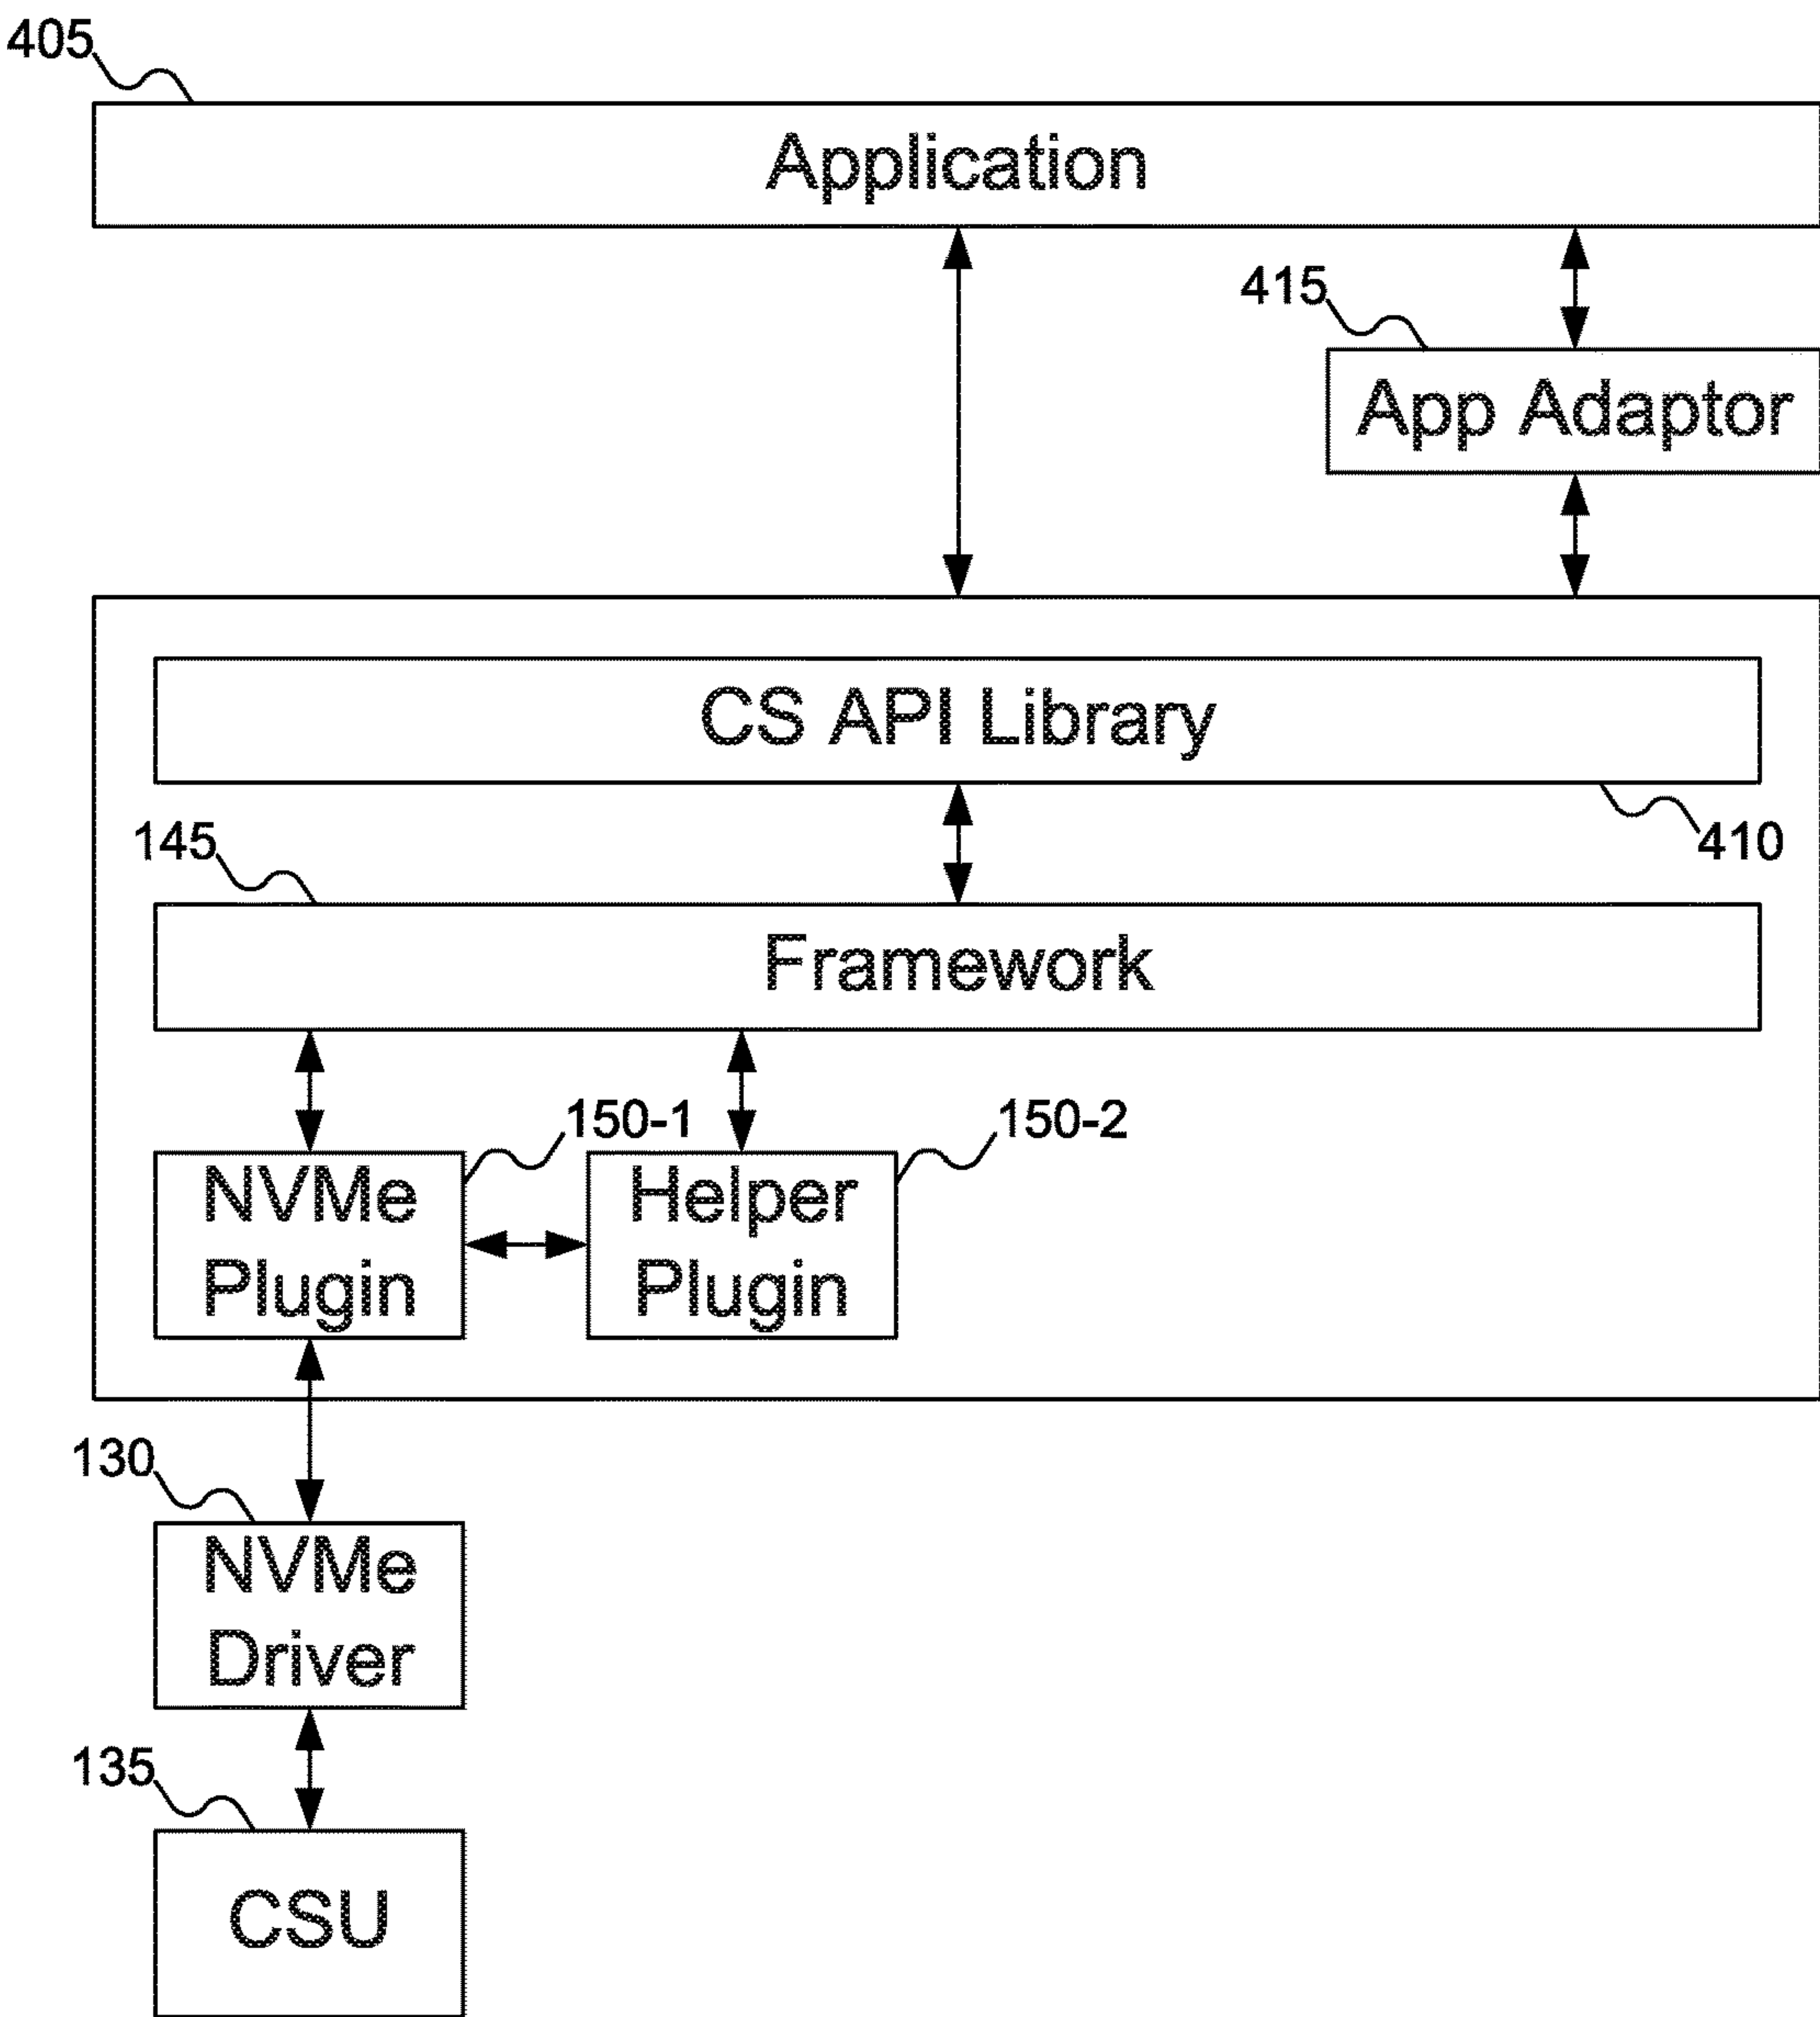 405
Application
415
App Adaptor
CS API Library
410
145
Framework
150-1
150-2
NVMe
Plugin
Helper
Plugin
130
NVMe
Driver
135
CSU